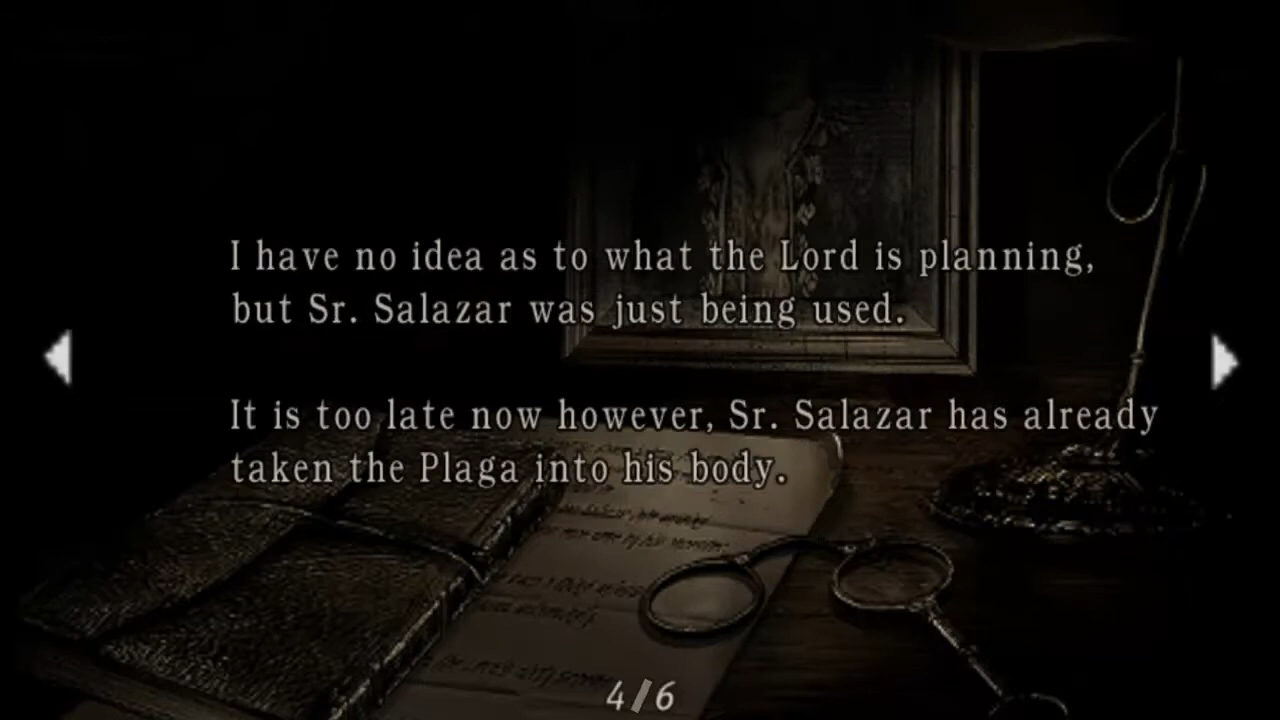 I have no idea as to what the Lord is planning,
but Sr. Salazar was just being used.
It is too late now however, Sr. Salazar has already
taken the Plaga into his body.
4/6